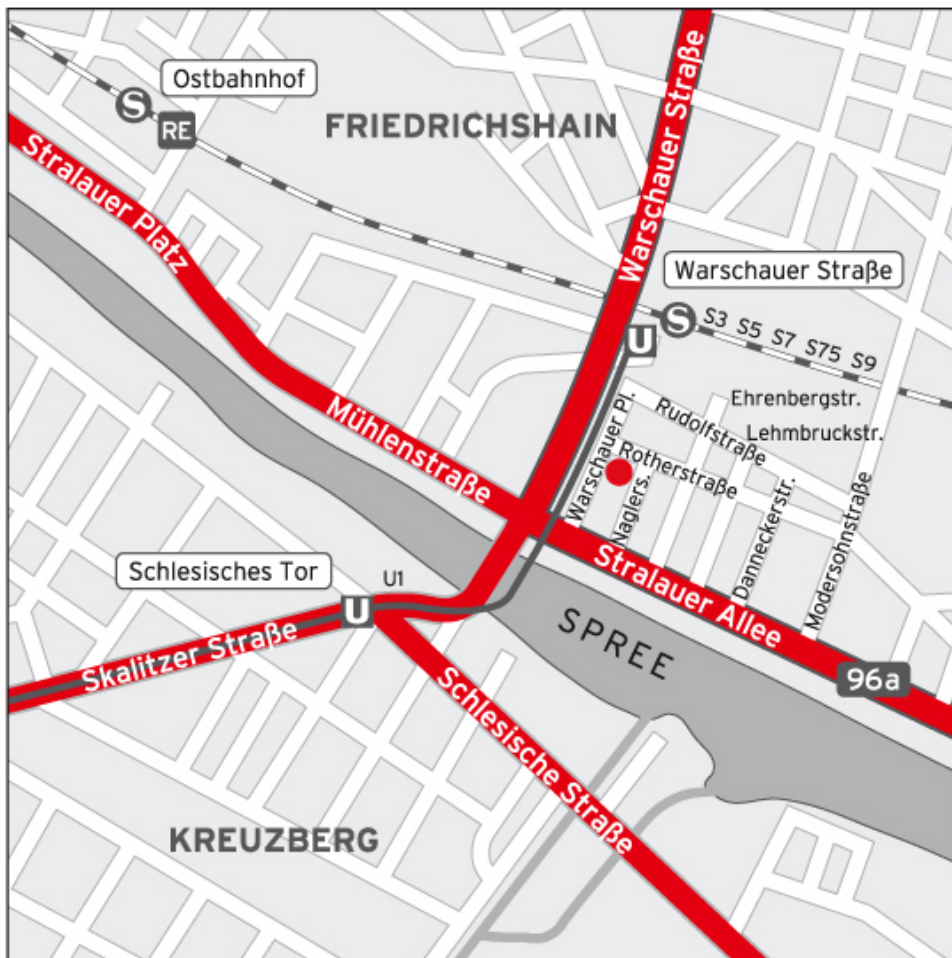 Ostbahnhof
S
RE
FRIEDRICHSHAIN
Warschauer Straße
Stralauer Platz
Warschauer Straße
S
S3 S5 S7 S75 S9
U
Ehrenbergstr.
Rudolfstraße
Lehmbruckstr.
Warschauer Pl.
Rotherstraße
Naglers.
Danneckerstr.
Modersohnstraße
Mühlenstraße
Stralauer Allee
96a
Schlesisches Tor
U1
U
SPREE
Skalitzer Straße
Schlesische Straße
KREUZBERG